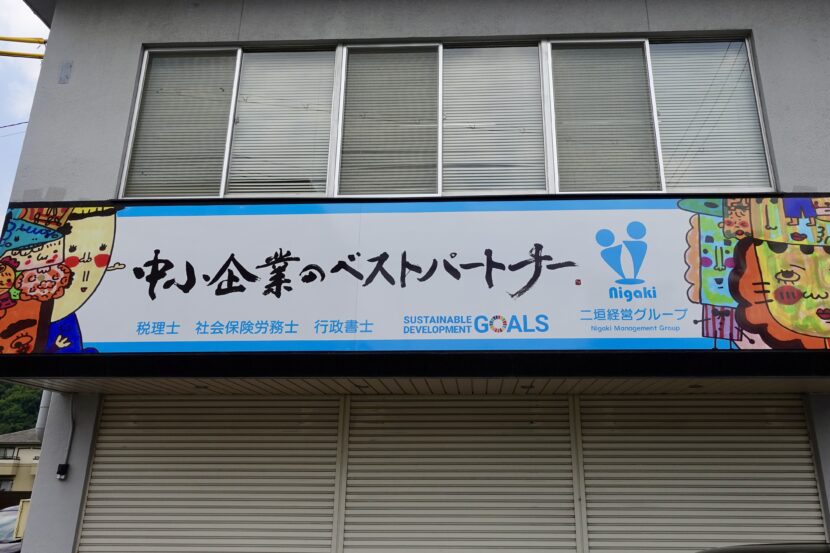 中小企業のベストパートナー
税理士 社会保険労務士 行政書士
SUSTAINABLE
DEVELOPMENT
GOALS
Nigaki
二垣経営グループ
Nigaki Management Group